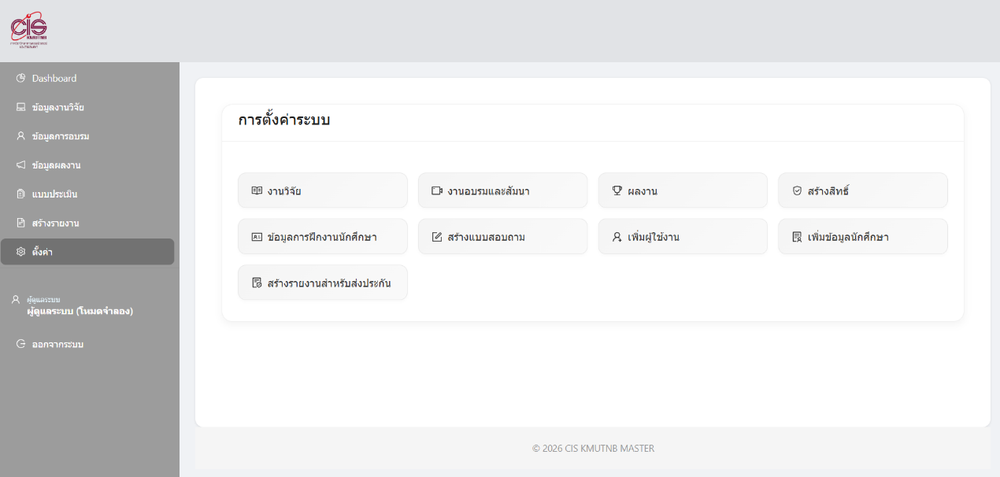 CIS
KMUTNB
Dashboard
ข้อมูลงานวิจัย
ข้อมูลการอบรม
ข้อมูลผลงาน
แบบประเมิน
สร้างรายงาน
ตั้งค่า
ผู้ดูแลระบบ
ผู้ดูแลระบบ (โหมดจำลอง)
ออกจากระบบ
การตั้งค่าระบบ
งานวิจัย
งานอบรมและสัมนา
ผลงาน
สร้างสิทธิ์
ข้อมูลการฝึกงานนักศึกษา
สร้างแบบสอบถาม
เพิ่มผู้ใช้งาน
เพิ่มข้อมูลนักศึกษา
สร้างรายงานสำหรับส่งประกัน
© 2026 CIS KMUTNB MASTER